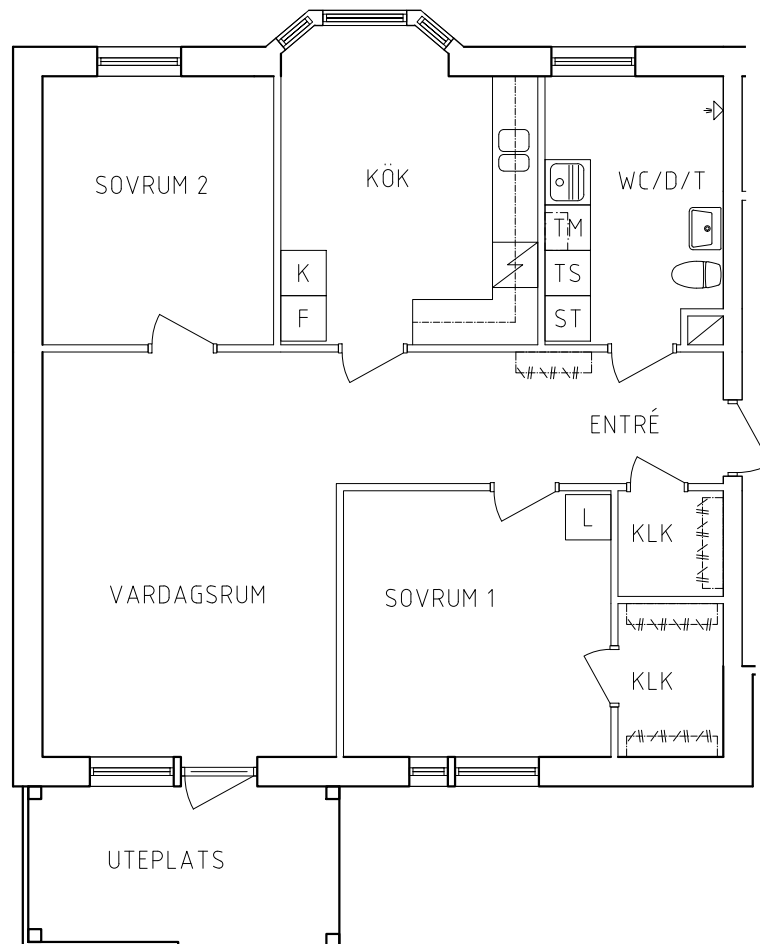 SOVRUM 2
KÖK
WC/D/T
TM
K
TS
F
ST
ENTRÉ
L
KLK
VARDAGSRUM
SOVRUM 1
KLK
UTEPLATS